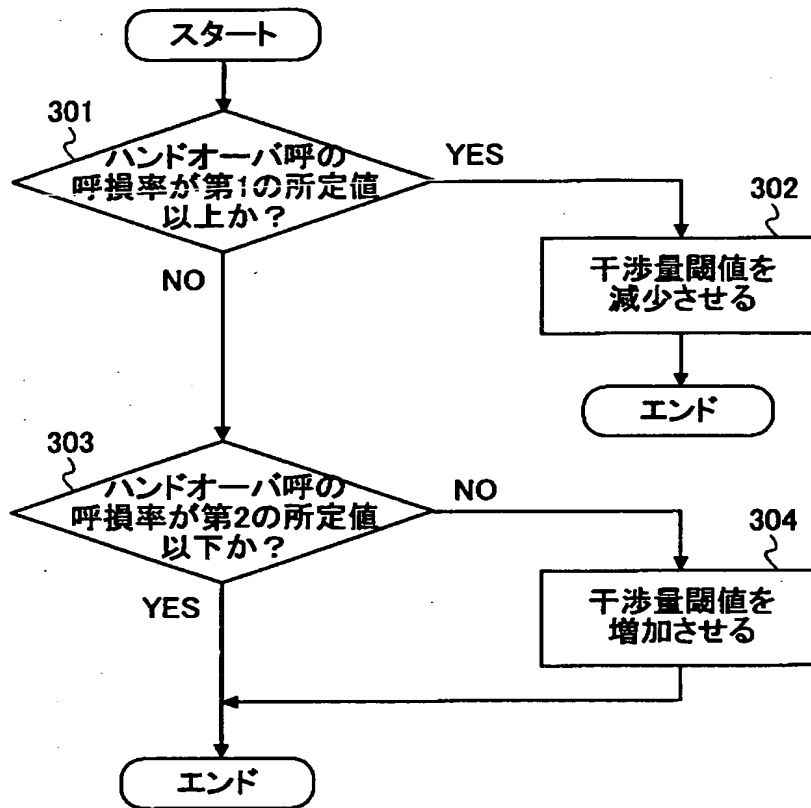 スタート
301
ハンドオーバ呼の
呼損率が第1の所定値
以上か?
YES
302
干渉量閾値を
減少させる
NO
エンド
303
ハンドオーバ呼の
呼損率が第2の所定値
以下か?
NO
304
干渉量閾値を
増加させる
YES
エンド